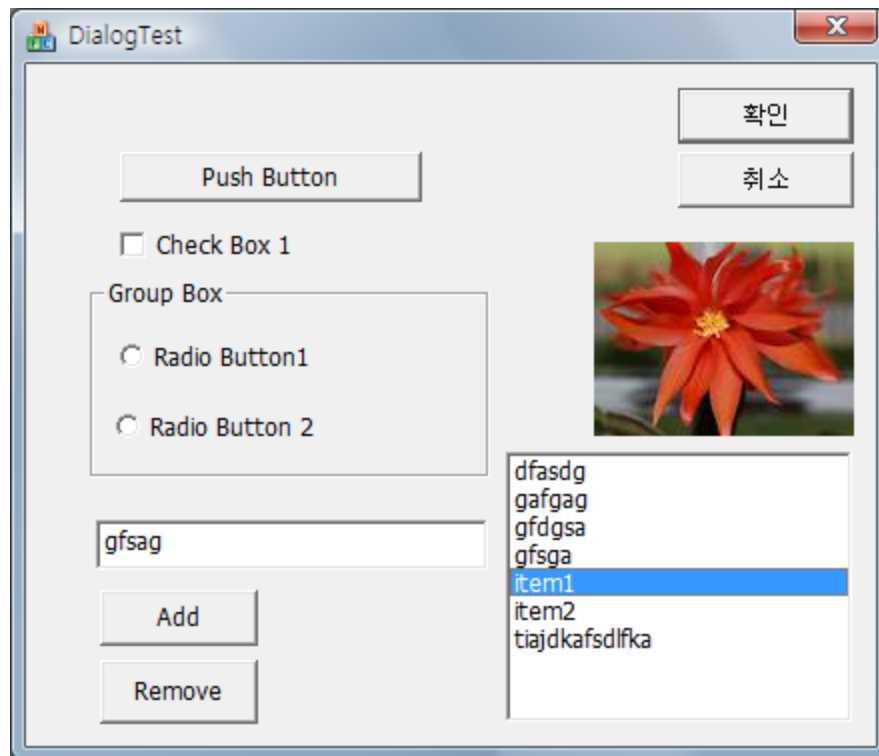 DialogTest
확인
Push Button
취소
Check Box 1
Group Box
Radio Button1
Radio Button 2
dfasdg
gafgag
gfdgsa
gfsga
item1
item2
tiajdkafsdlfka
gfsag
Add
Remove